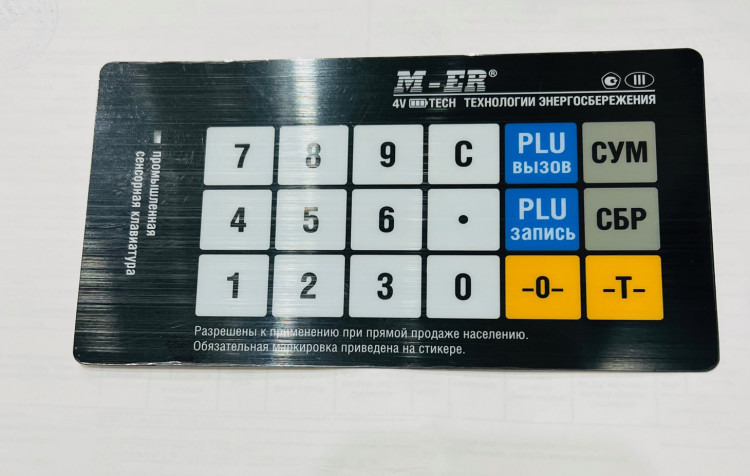 M-ER®
III
4V TECH ТЕХНОЛОГИИ ЭНЕРГОСБЕРЕЖЕНИЯ
промышленная
сенсорная клавиатура
7 8 9 C PLU вызов СУМ
4 5 6 • PLU запись СБР
1 2 3 0 -0- -T-
Разрешены к применению при прямой продаже населению.
Обязательная маркировка приведена на стикере.